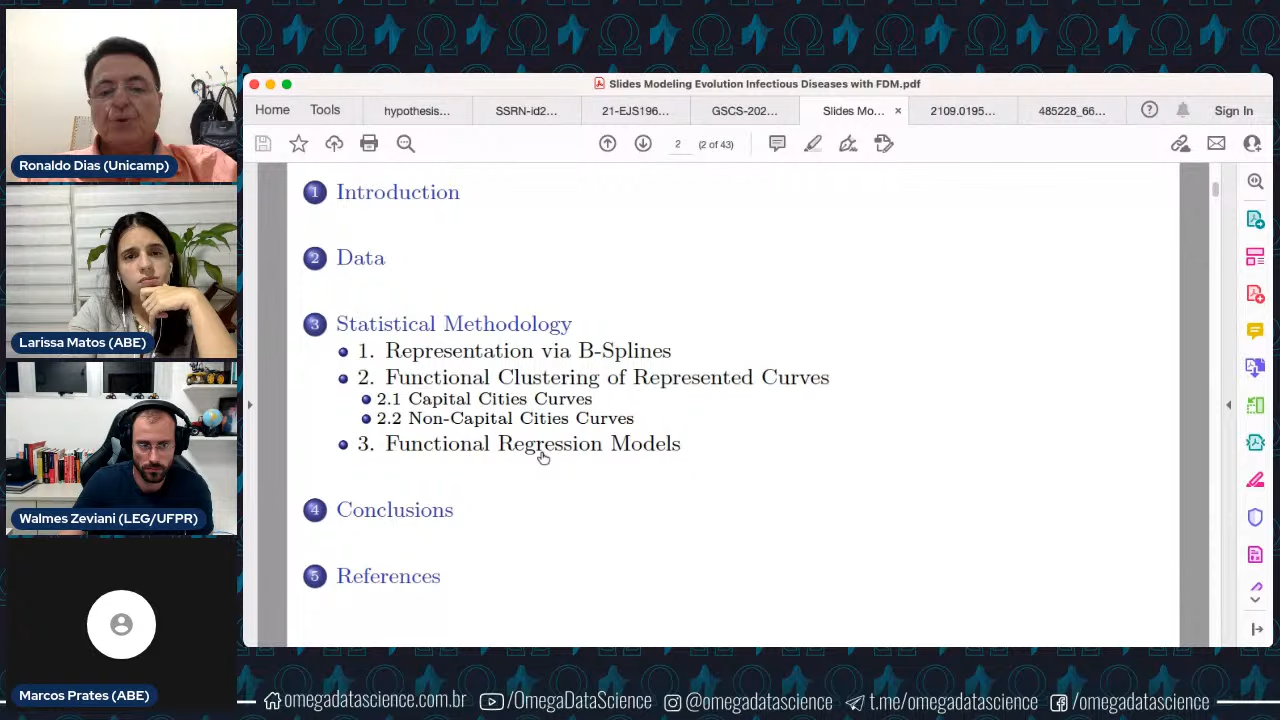 Ronaldo Dias (Unicamp)
Larissa Matos (ABE)
Walmes Zeviani (LEG/UFPR)
Marcos Prates (ABE)
Slides Modeling Evolution Infectious Diseases with FDM.pdf
Home Tools hypothesis... SSRN-id2... 21-EJS196... GSCS-202... Slides Mo... × 2109.0195... 485228_66... Sign In
2 (2 of 43)
1 Introduction
2 Data
3 Statistical Methodology
1. Representation via B-Splines
2. Functional Clustering of Represented Curves
2.1 Capital Cities Curves
2.2 Non-Capital Cities Curves
3. Functional Regression Models
4 Conclusions
5 References
omegadatascience.com.br /OmegaDataScience @omegadatascience t.me/omegadatascience /omegadatascience